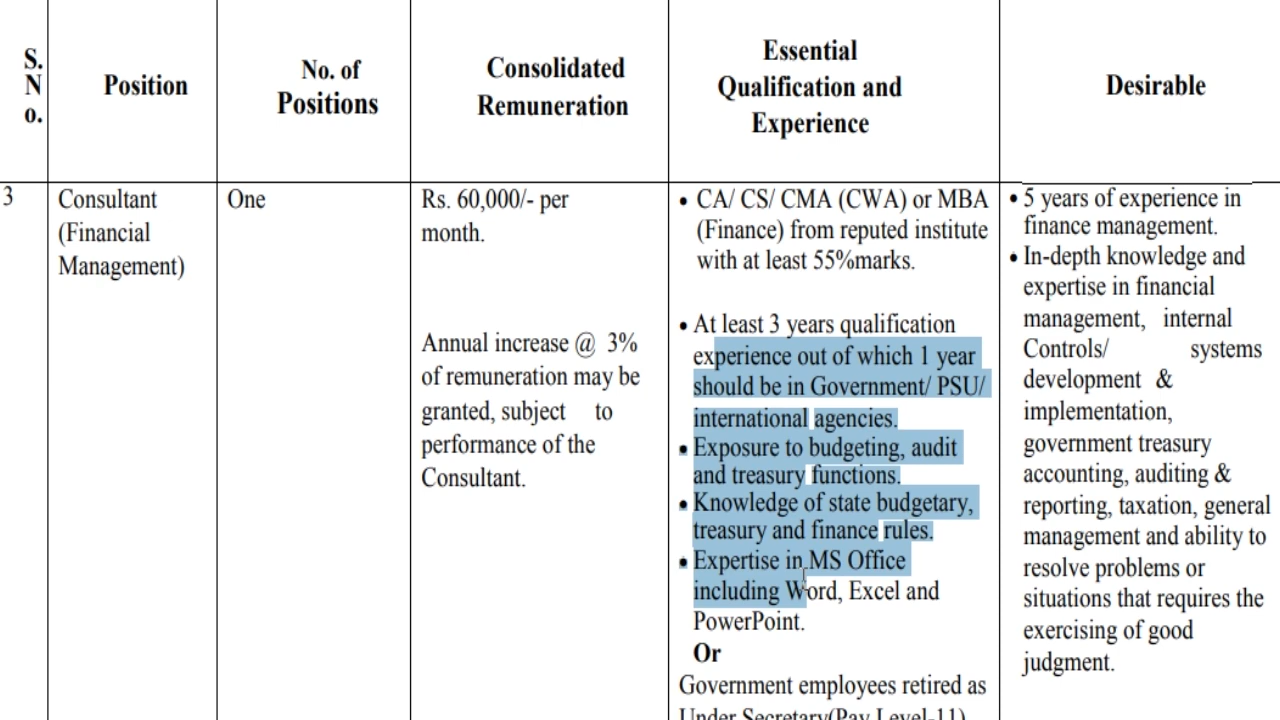 S.
N
o.
Position
No. of
Positions
Consolidated
Remuneration
Essential
Qualification and
Experience
Desirable
3
Consultant
(Financial
Management)
One
Rs. 60,000/- per
month.
Annual increase @ 3%
of remuneration may be
granted, subject to
performance of the
Consultant.
• CA/ CS/ CMA (CWA) or MBA
(Finance) from reputed institute
with at least 55%marks.
• At least 3 years qualification
experience out of which 1 year
should be in Government/ PSU/
international agencies.
• Exposure to budgeting, audit
and treasury functions.
• Knowledge of state budgetary,
treasury and finance rules.
• Expertise in MS Office
including Word, Excel and
PowerPoint.
Or
Government employees retired as
Under Secretary(Pay Level-11)
• 5 years of experience in
finance management.
• In-depth knowledge and
expertise in financial
management, internal
Controls/ systems
development &
implementation,
government treasury
accounting, auditing &
reporting, taxation, general
management and ability to
resolve problems or
situations that requires the
exercising of good
judgment.